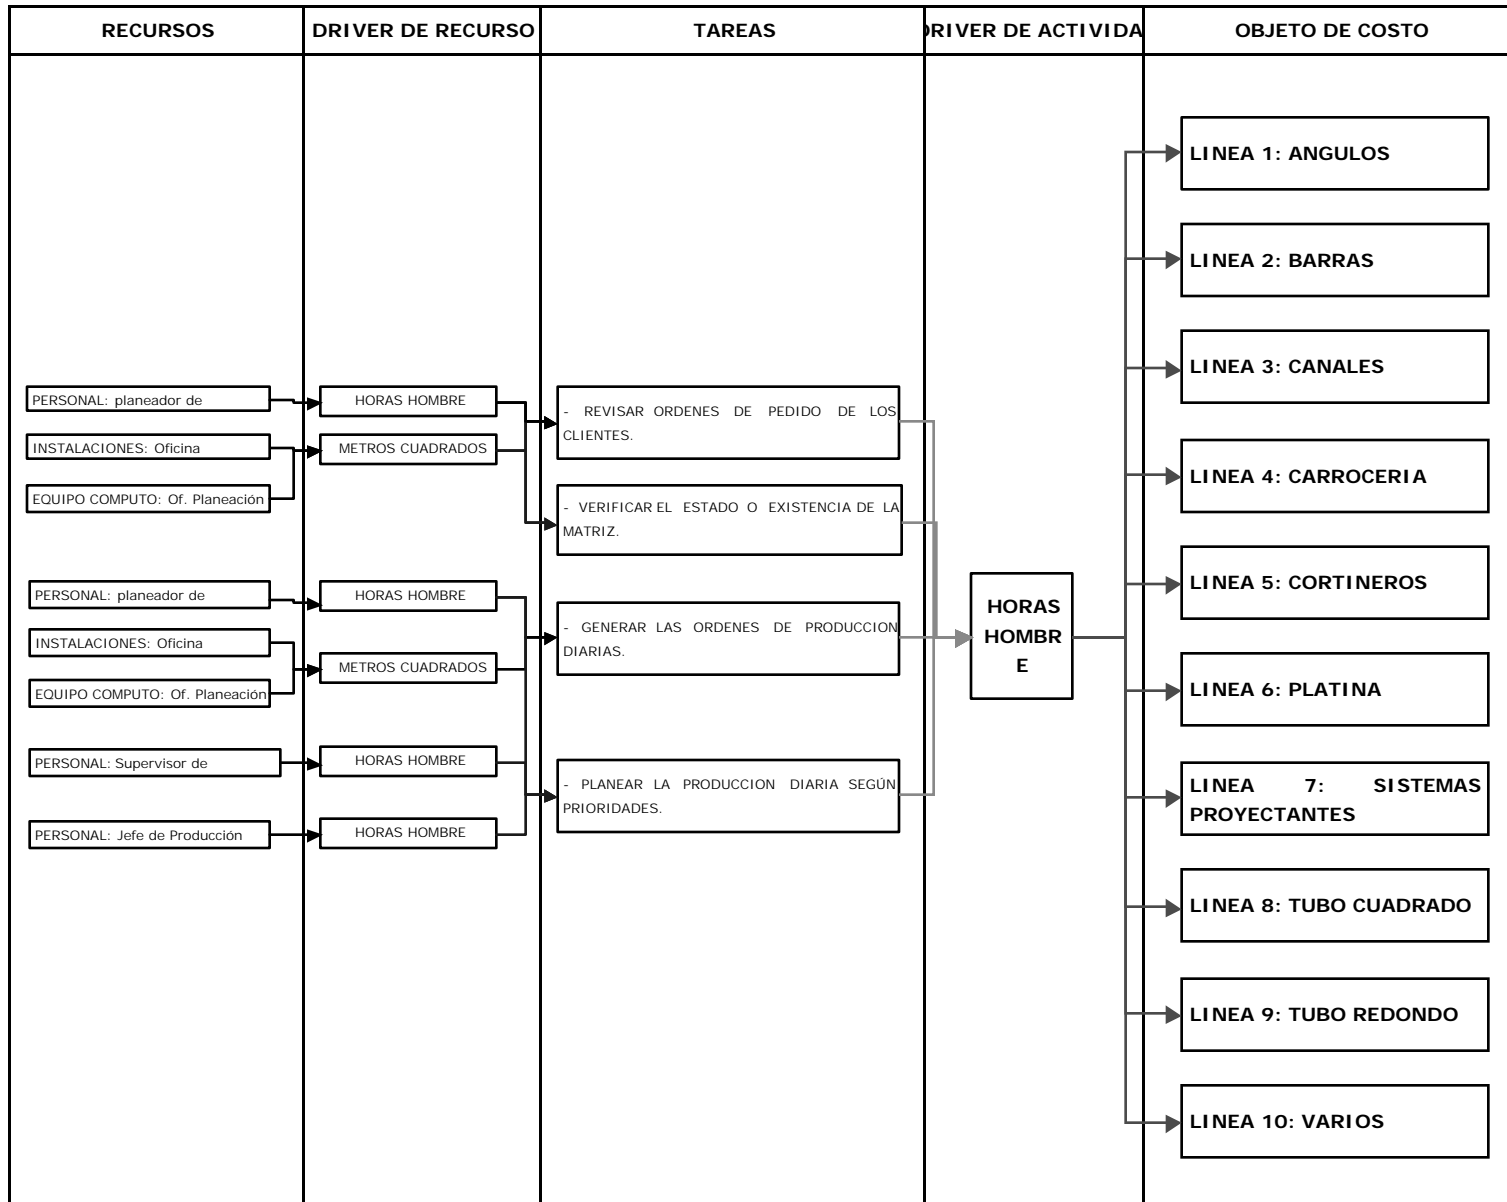 RECURSOS
DRIVER DE RECURSO
TAREAS
DRIVER DE ACTIVIDA
OBJETO DE COSTO
PERSONAL: planeador de
INSTALACIONES: Oficina
EQUIPO COMPUTO: Of. Planeación
PERSONAL: planeador de
INSTALACIONES: Oficina
EQUIPO COMPUTO: Of. Planeación
PERSONAL: Supervisor de
PERSONAL: Jefe de Producción
HORAS HOMBRE
METROS CUADRADOS
HORAS HOMBRE
METROS CUADRADOS
HORAS HOMBRE
HORAS HOMBRE
- REVISAR ORDENES DE PEDIDO DE LOS
CLIENTES.
- VERIFICAR EL ESTADO O EXISTENCIA DE LA
MATRIZ.
- GENERAR LAS ORDENES DE PRODUCCION
DIARIAS.
- PLANEAR LA PRODUCCION DIARIA SEGÚN
PRIORIDADES.
HORAS
HOMBR
E
LINEA 1: ANGULOS
LINEA 2: BARRAS
LINEA 3: CANALES
LINEA 4: CARROCERIA
LINEA 5: CORTINEROS
LINEA 6: PLATINA
LINEA 7: SISTEMAS
PROYECTANTES
LINEA 8: TUBO CUADRADO
LINEA 9: TUBO REDONDO
LINEA 10: VARIOS